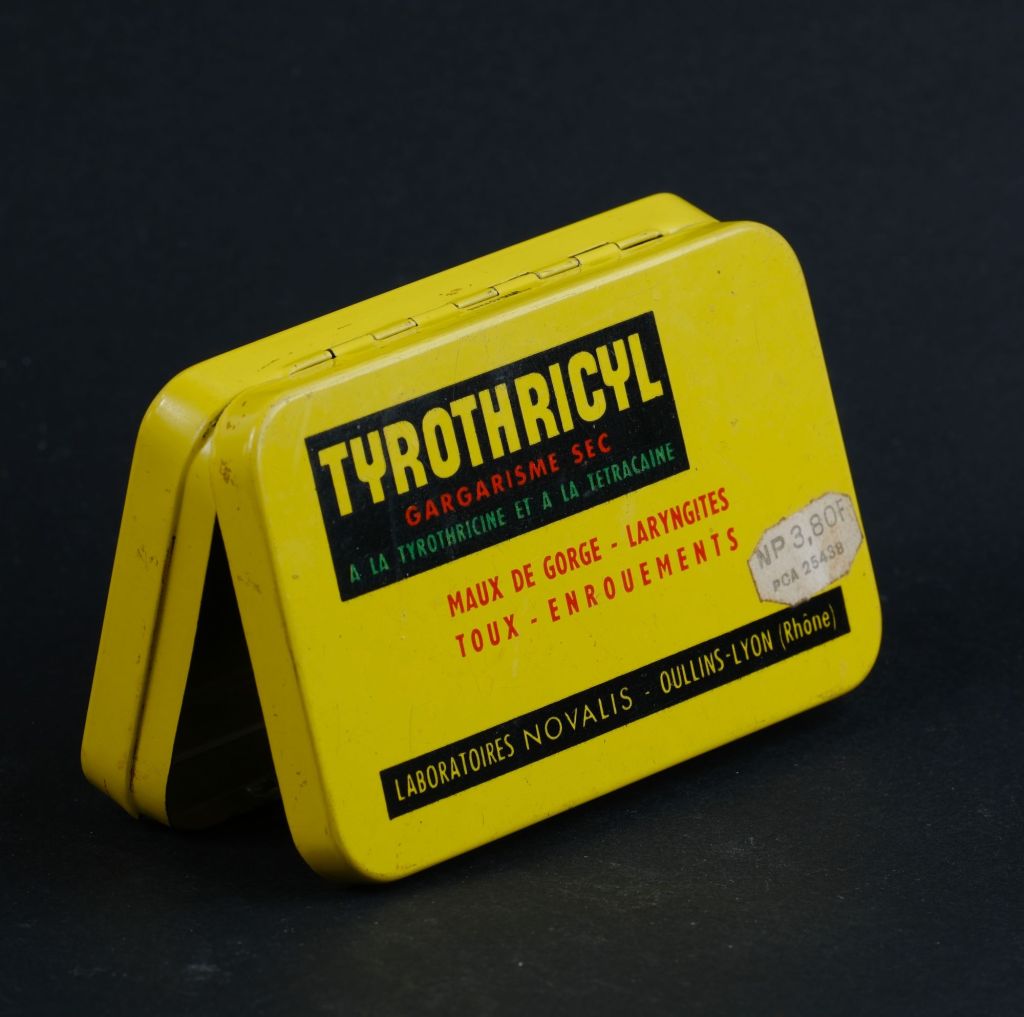 TYROTHRICYL
GARGARISME SEC
A LA TYROTHRICINE ET A LA TETRACAINE
MAUX DE GORGE - LARYNGITES
TOUX - ENROUEMENTS
NP 3,80F
PCA 25438
LABORATOIRES NOVALIS - OULLINS-LYON (Rhône)